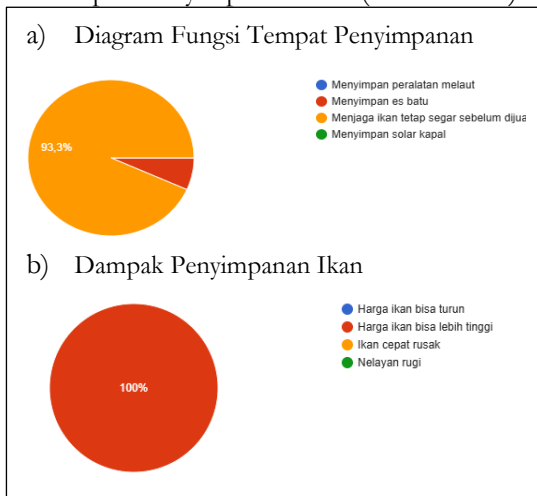 a) Diagram Fungsi Tempat Penyimpanan
Menyimpan peralatan melaut
Menyimpan es batu
Menjaga ikan tetap segar sebelum dijua
Menyimpan solar kapal
93,3%
b) Dampak Penyimpanan Ikan
Harga ikan bisa turun
Harga ikan bisa lebih tinggi
Ikan cepat rusak
Nelayan rugi
100%